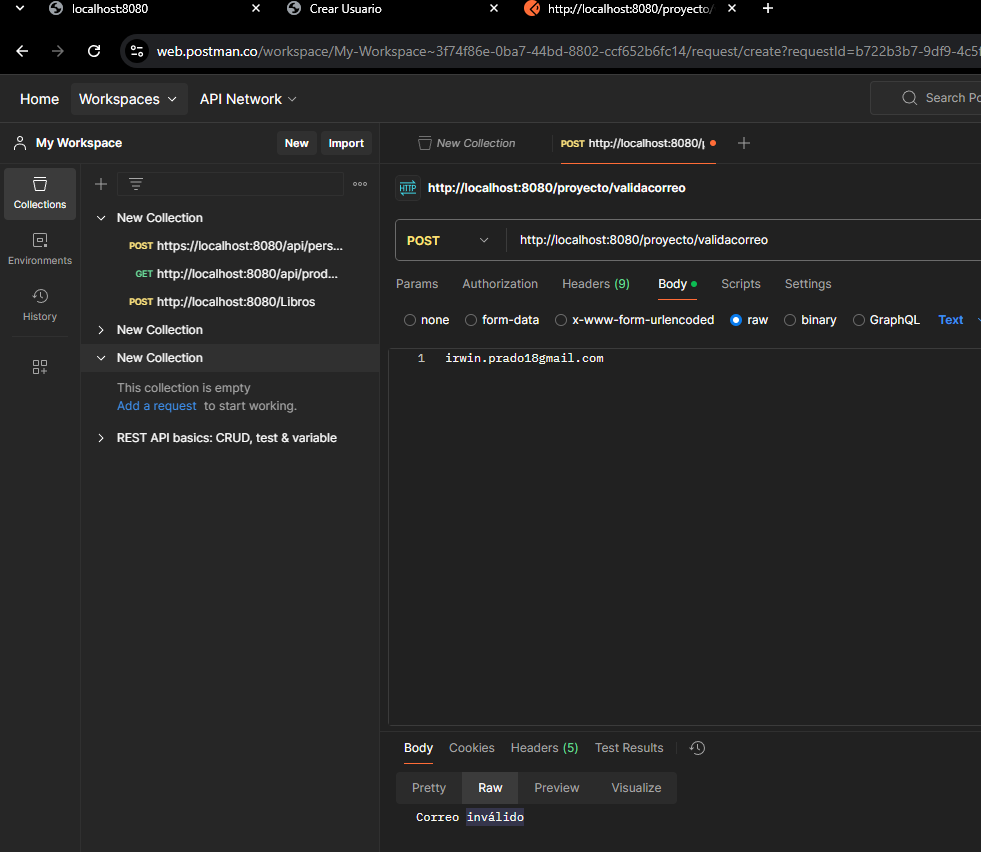 localhost:8080
Crear Usuario
http://localhost:8080/proyecto/
web.postman.co/workspace/My-Workspace~3f74f86e-0ba7-44bd-8802-ccf652b6fc14/request/create?requestId=b722b3b7-9df9-4c5f
Home Workspaces API Network Search Po
My Workspace New Import
New Collection POST http://localhost:8080/p
Collections
Environments
History
New Collection
POST https://localhost:8080/api/pers...
GET http://localhost:8080/api/prod...
POST http://localhost:8080/Libros
New Collection
New Collection
This collection is empty
Add a request to start working.
REST API basics: CRUD, test & variable
HTTP http://localhost:8080/proyecto/validacorreo
POST http://localhost:8080/proyecto/validacorreo
Params Authorization Headers (9) Body Scripts Settings
none form-data x-www-form-urlencoded raw binary GraphQL Text
1 irwin.prado18gmail.com
Body Cookies Headers (5) Test Results
Pretty Raw Preview Visualize
Correo inválido